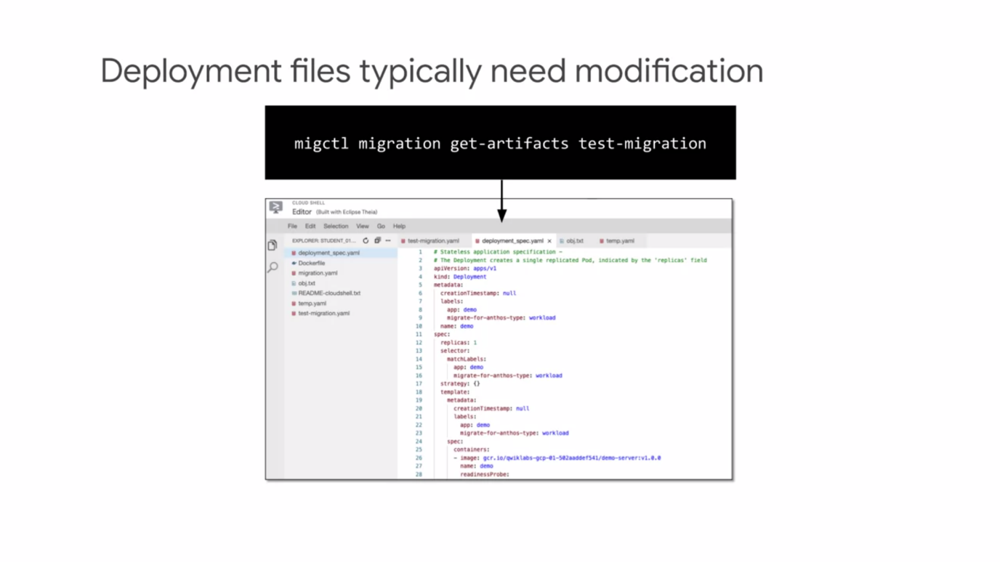 Deployment files typically need modification
migctl migration get-artifacts test-migration
CLOUD SHELL
Editor (Built with Eclipse Theia)
File Edit Selection View Go Help
EXPLORER: STUDENT_01...
deployment_spec.yaml
Dockerfile
migration.yaml
obj.txt
README-cloudshell.txt
temp.yaml
test-migration.yaml
test-migration.yaml deployment_spec.yaml × obj.txt temp.yaml
1 # Stateless application specification –
2 # The Deployment creates a single replicated Pod, indicated by the 'replicas' field
3 apiVersion: apps/v1
4 kind: Deployment
5 metadata:
6 creationTimestamp: null
7 labels:
8 app: demo
9 migrate-for-anthos-type: workload
10 name: demo
11 spec:
12 replicas: 1
13 selector:
14 matchLabels:
15 app: demo
16 migrate-for-anthos-type: workload
17 strategy: {}
18 template:
19 metadata:
20 creationTimestamp: null
21 labels:
22 app: demo
23 migrate-for-anthos-type: workload
24 spec:
25 containers:
26 - image: gcr.io/qwiklabs-gcp-01-502aaddef541/demo-server:v1.0.0
27 name: demo
28 readinessProbe: